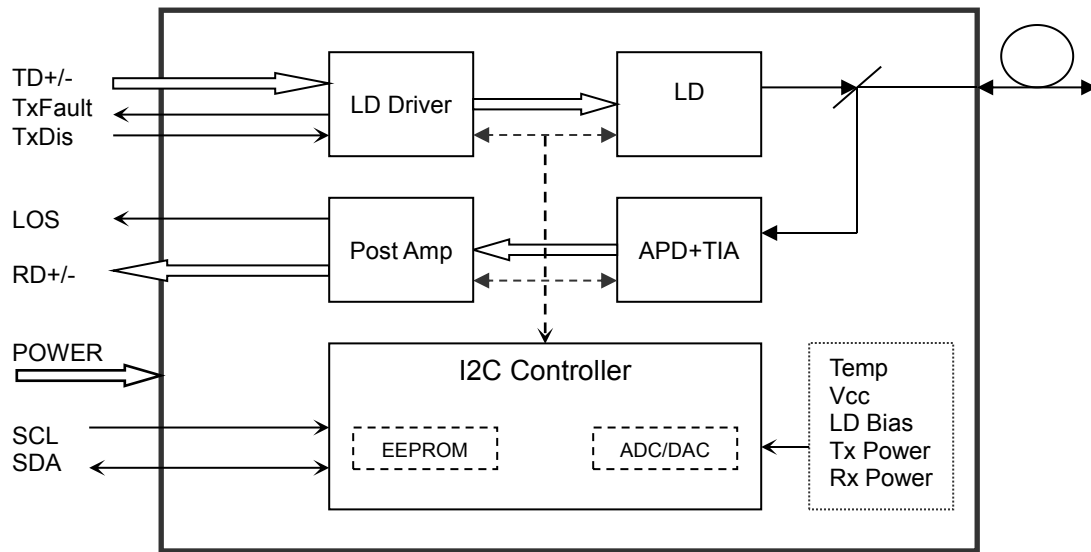 TD+/-
TxFault
TxDis
LD Driver
LD
LOS
RD+/-
Post Amp
APD+TIA
POWER
SCL
SDA
I2C Controller
EEPROM
ADC/DAC
Temp
Vcc
LD Bias
Tx Power
Rx Power